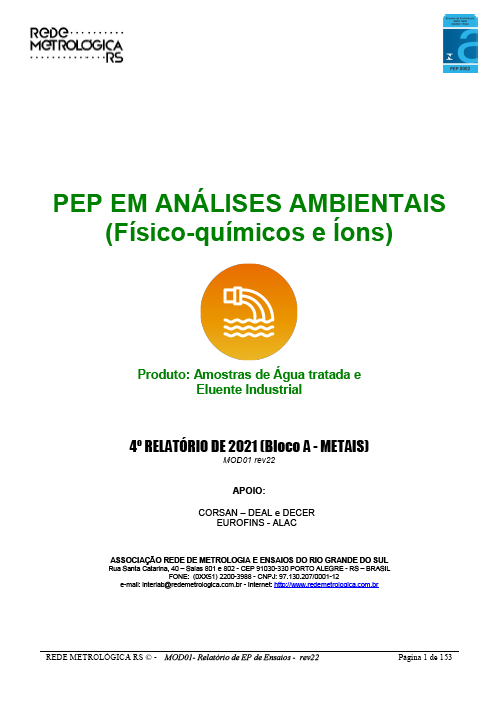 REDE
METROLÓGICA
RS
PEP 0002
PEP EM ANÁLISES AMBIENTAIS
(Físico-químicos e Íons)
Produto: Amostras de Água tratada e
Eluente Industrial
4º RELATÓRIO DE 2021 (Bloco A - METAIS)
MOD01 rev22
APOIO:
CORSAN – DEAL e DECER
EUROFINS - ALAC
ASSOCIAÇÃO REDE DE METROLOGIA E ENSAIOS DO RIO GRANDE DO SUL
Rua Santa Catarina, 40 – Salas 801 e 802 - CEP 91030-330 PORTO ALEGRE - RS – BRASIL
FONE: (0XX51) 2200-3988 - CNPJ: 97.130.207/0001-12
e-mail: interlab@redemetrologica.com.br - Internet: http://www.redemetrologica.com.br
REDE METROLÓGICA RS © - MOD01- Relatório de EP de Ensaios - rev22 Página 1 de 153